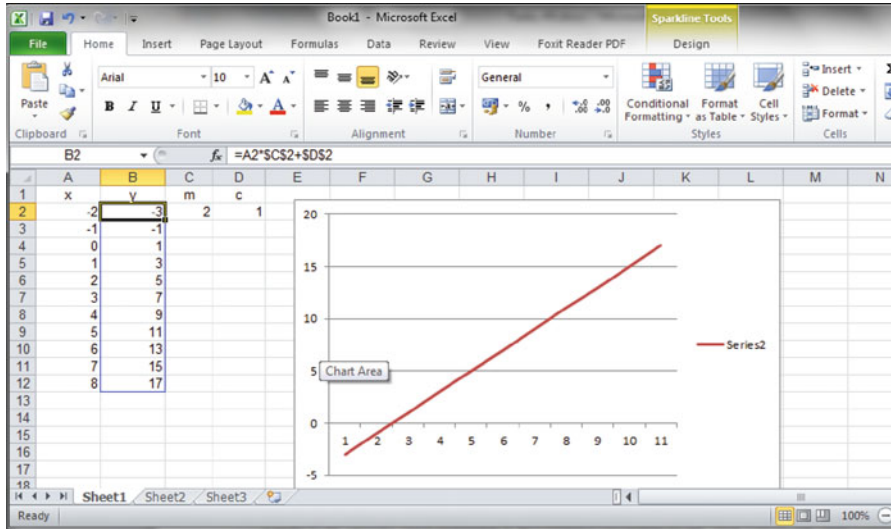 Book1 - Microsoft Excel
Sparkline Tools
File Home Insert Page Layout Formulas Data Review View Foxit Reader PDF Design
Paste
Arial 10
B I U
General
Conditional Formatting
Format as Table
Cell Styles
Insert
Delete
Format
Clipboard Font Alignment Number Styles Cells
B2 fx =A2*$C$2+$D$2
A B C D E F G H I J K L M N
1 x y m c
2 -2 -3 2 1
3 -1 -1
4 0 1
5 1 3
6 2 5
7 3 7
8 4 9
9 5 11
10 6 13
11 7 15
12 8 17
13
14
15
16
17
18
20
15
10
5
0
-5
Chart Area
1 2 3 4 5 6 7 8 9 10 11
Series2
Sheet1 Sheet2 Sheet3
Ready 100%